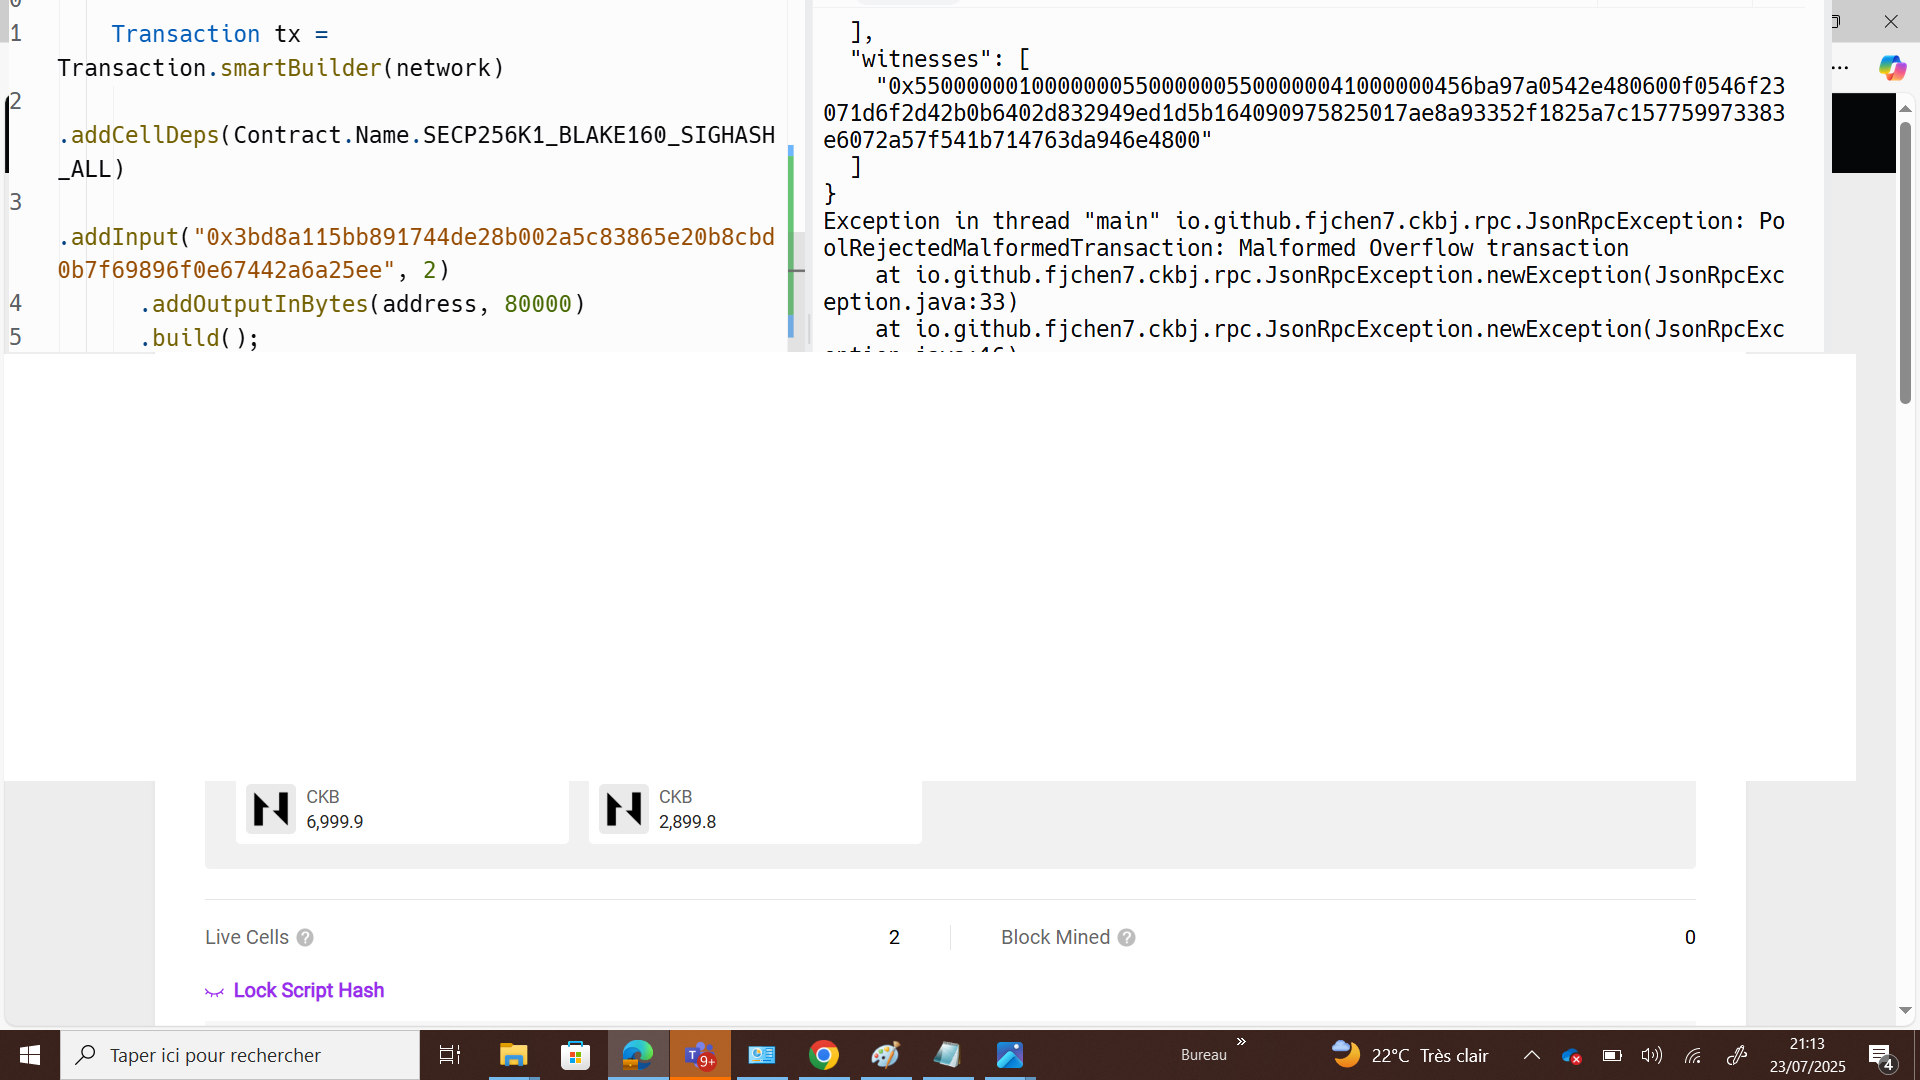 1 Transaction tx =
Transaction.smartBuilder(network)
2
.addCellDeps(Contract.Name.SECP256K1_BLAKE160_SIGHASH
_ALL)
3
.addInput("0x3bd8a115bb891744de28b002a5c83865e20b8cbd
0b7f69896f0e67442a6a25ee", 2)
4 .addOutputInBytes(address, 80000)
5 .build();
],
"witnesses": [
"0x55000000100000005500000055000000410000000456ba97a0542e480600f0546f23
071d6f2d42b0b6402d832949ed1d5b164090975825017ae8a93352f1825a7c157759973383
e6072a57f541b714763da946e4800"
]
}
Exception in thread "main" io.github.fjchen7.ckbj.rpc.JsonRpcException: Po
olRejectedMalformedTransaction: Malformed Overflow transaction
at io.github.fjchen7.ckbj.rpc.JsonRpcException.newException(JsonRpcExc
eption.java:33)
at io.github.fjchen7.ckbj.rpc.JsonRpcException.newException(JsonRpcExc
CKB
6,999.9
CKB
2,899.8
Live Cells ?
2
Block Mined ?
0
Lock Script Hash
Taper ici pour rechercher
T 9+
Bureau »
22°C Très clair
21:13
23/07/2025
4